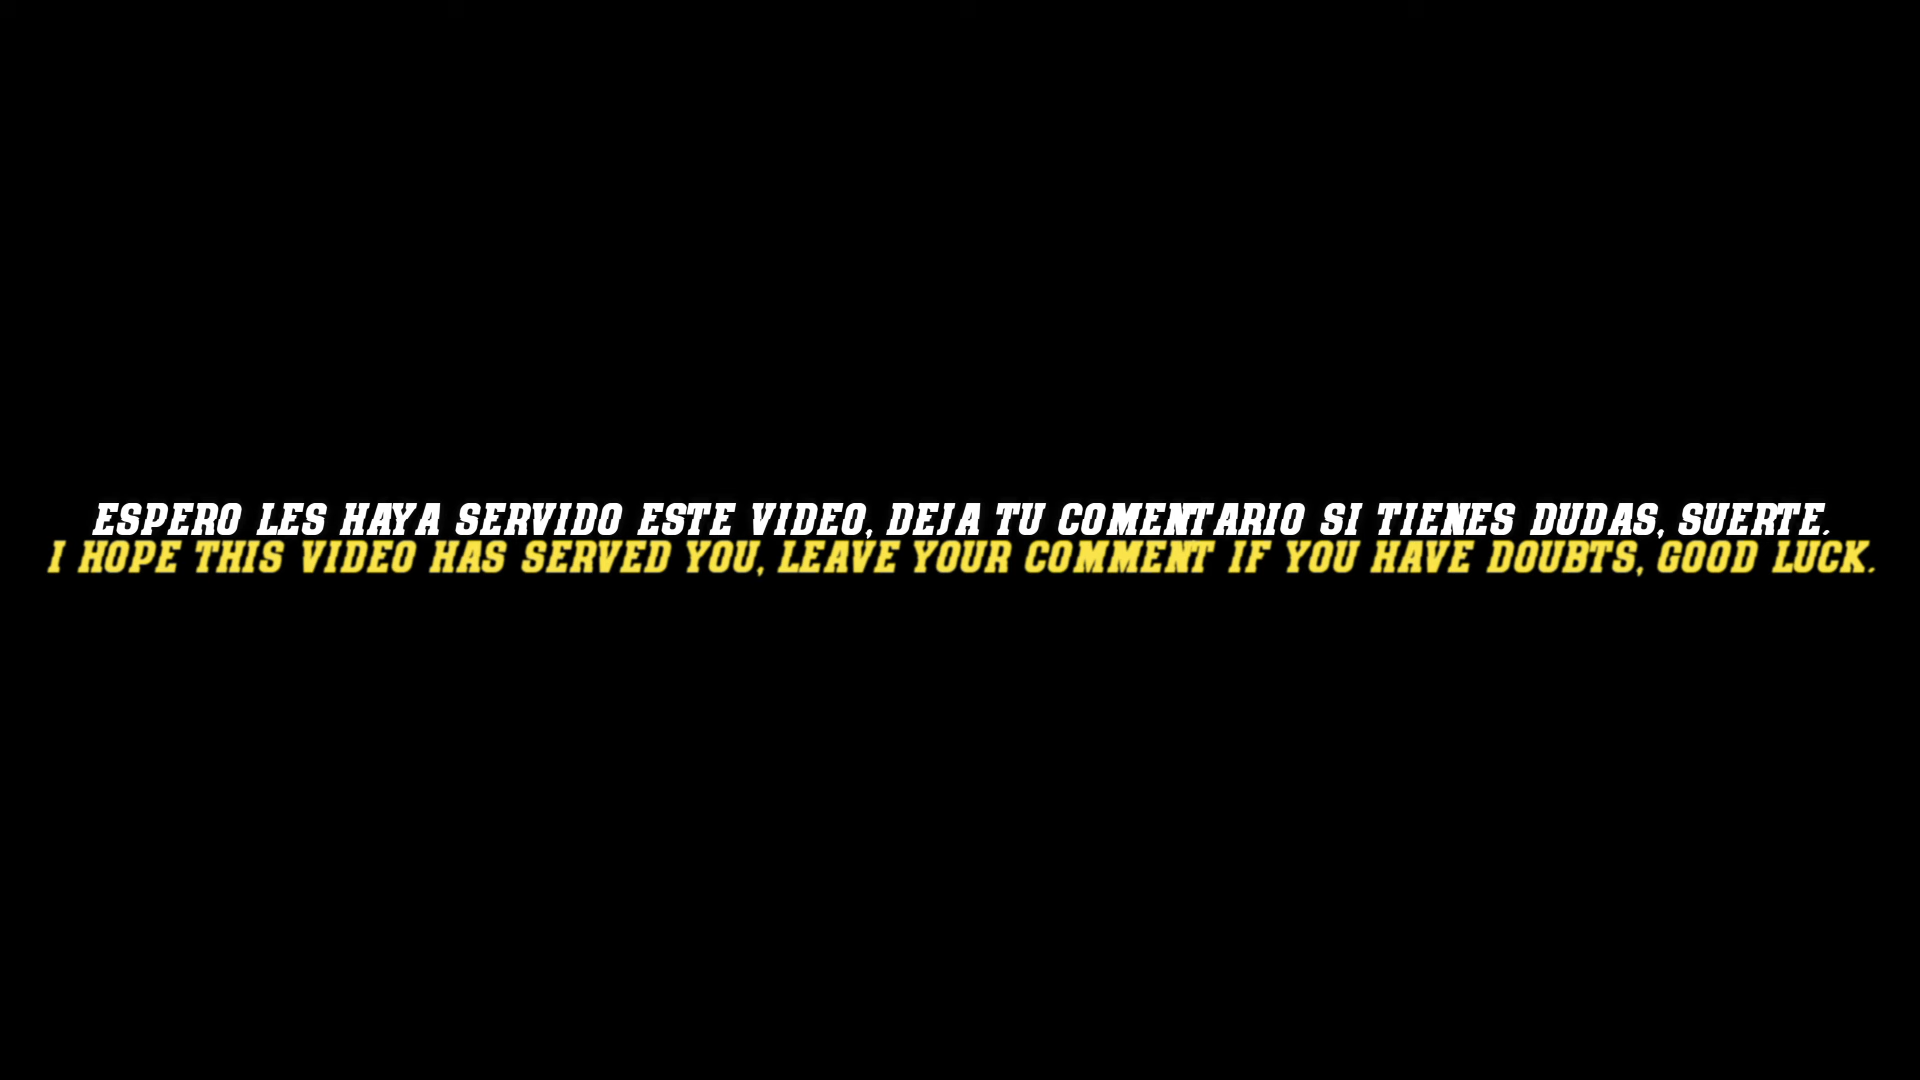 ESPERO LES HAYA SERVIDO ESTE VIDEO, DEJA TU COMENTARIO SI TIENES DUDAS, SUERTE.
I HOPE THIS VIDEO HAS SERVED YOU, LEAVE YOUR COMMENT IF YOU HAVE DOUBTS, GOOD LUCK.